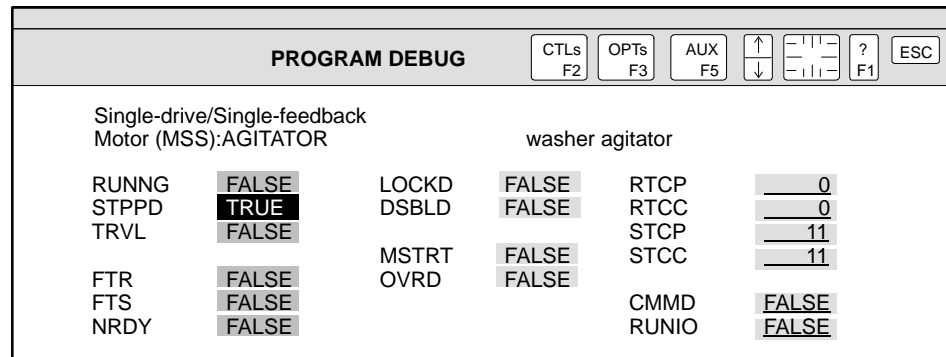 PROGRAM DEBUG CTLs F2 OPTs F3 AUX F5 ↑ ↓ ? F1 ESC
Single-drive/Single-feedback
Motor (MSS):AGITATOR washer agitator
RUNNG FALSE LOCKD FALSE RTCP 0
STPPD TRUE DSBLD FALSE RTCC 0
TRVL FALSE STCP 11
MSTRT FALSE STCC 11
FTR FALSE OVRD FALSE
FTS FALSE CMMD FALSE
NRDY FALSE RUNIO FALSE